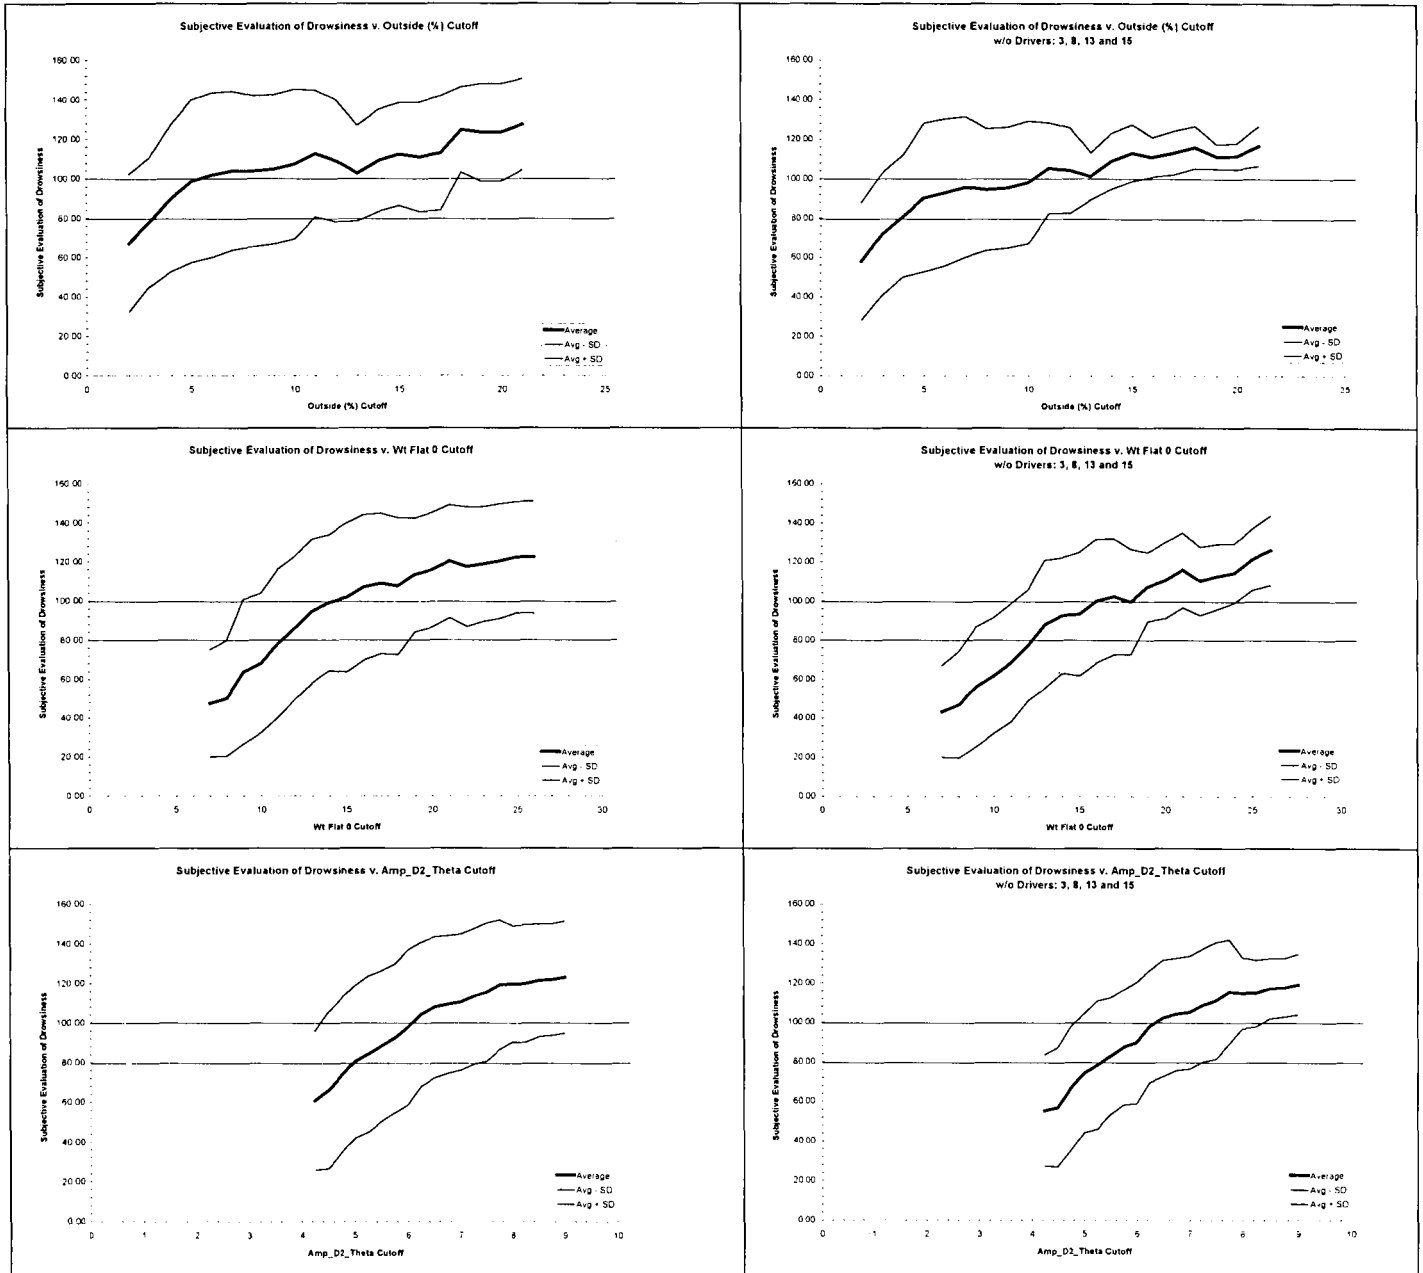 Subjective Evaluation of Drowsiness v. Outside (%) Cutoff
160 00
140 00
120 00
100 00
80 00
60 00
40 00
20 00
0 00
Subjective Evaluation of Drowsiness
Average
Avg - SD
Avg + SD
0 5 10 15 20 25
Outside (%) Cutoff
Subjective Evaluation of Drowsiness v. Outside (%) Cutoff
w/o Drivers: 3, 8, 13 and 15
160 00
140 00
120 00
100 00
80 00
60 00
40 00
20 00
0 00
Subjective Evaluation of Drowsiness
Average
Avg - SD
Avg + SD
0 5 10 15 20 25
Outside (%) Cutoff
Subjective Evaluation of Drowsiness v. Wt Flat 0 Cutoff
160 00
140 00
120 00
100 00
80 00
60 00
40 00
20 00
0 00
Subjective Evaluation of Drowsiness
Average
Avg - SD
Avg + SD
0 5 10 15 20 25 30
Wt Flat 0 Cutoff
Subjective Evaluation of Drowsiness v. Wt Flat 0 Cutoff
w/o Drivers: 3, 8, 13 and 15
160 00
140 00
120 00
100 00
80 00
60 00
40 00
20 00
0 00
Subjective Evaluation of Drowsiness
Average
Avg - SD
Avg + SD
0 5 10 15 20 25 30
Wt Flat 0 Cutoff
Subjective Evaluation of Drowsiness v. Amp_D2_Theta Cutoff
160 00
140 00
120 00
100 00
80 00
60 00
40 00
20 00
0 00
Subjective Evaluation of Drowsiness
Average
Avg - SD
Avg + SD
0 1 2 3 4 5 6 7 8 9 10
Amp_D2_Theta Cutoff
Subjective Evaluation of Drowsiness v. Amp_D2_Theta Cutoff
w/o Drivers: 3, 8, 13 and 15
160 00
140 00
120 00
100 00
80 00
60 00
40 00
20 00
0 00
Subjective Evaluation of Drowsiness
Average
Avg - SD
Avg + SD
0 1 2 3 4 5 6 7 8 9 10
Amp_D2_Theta Cutoff